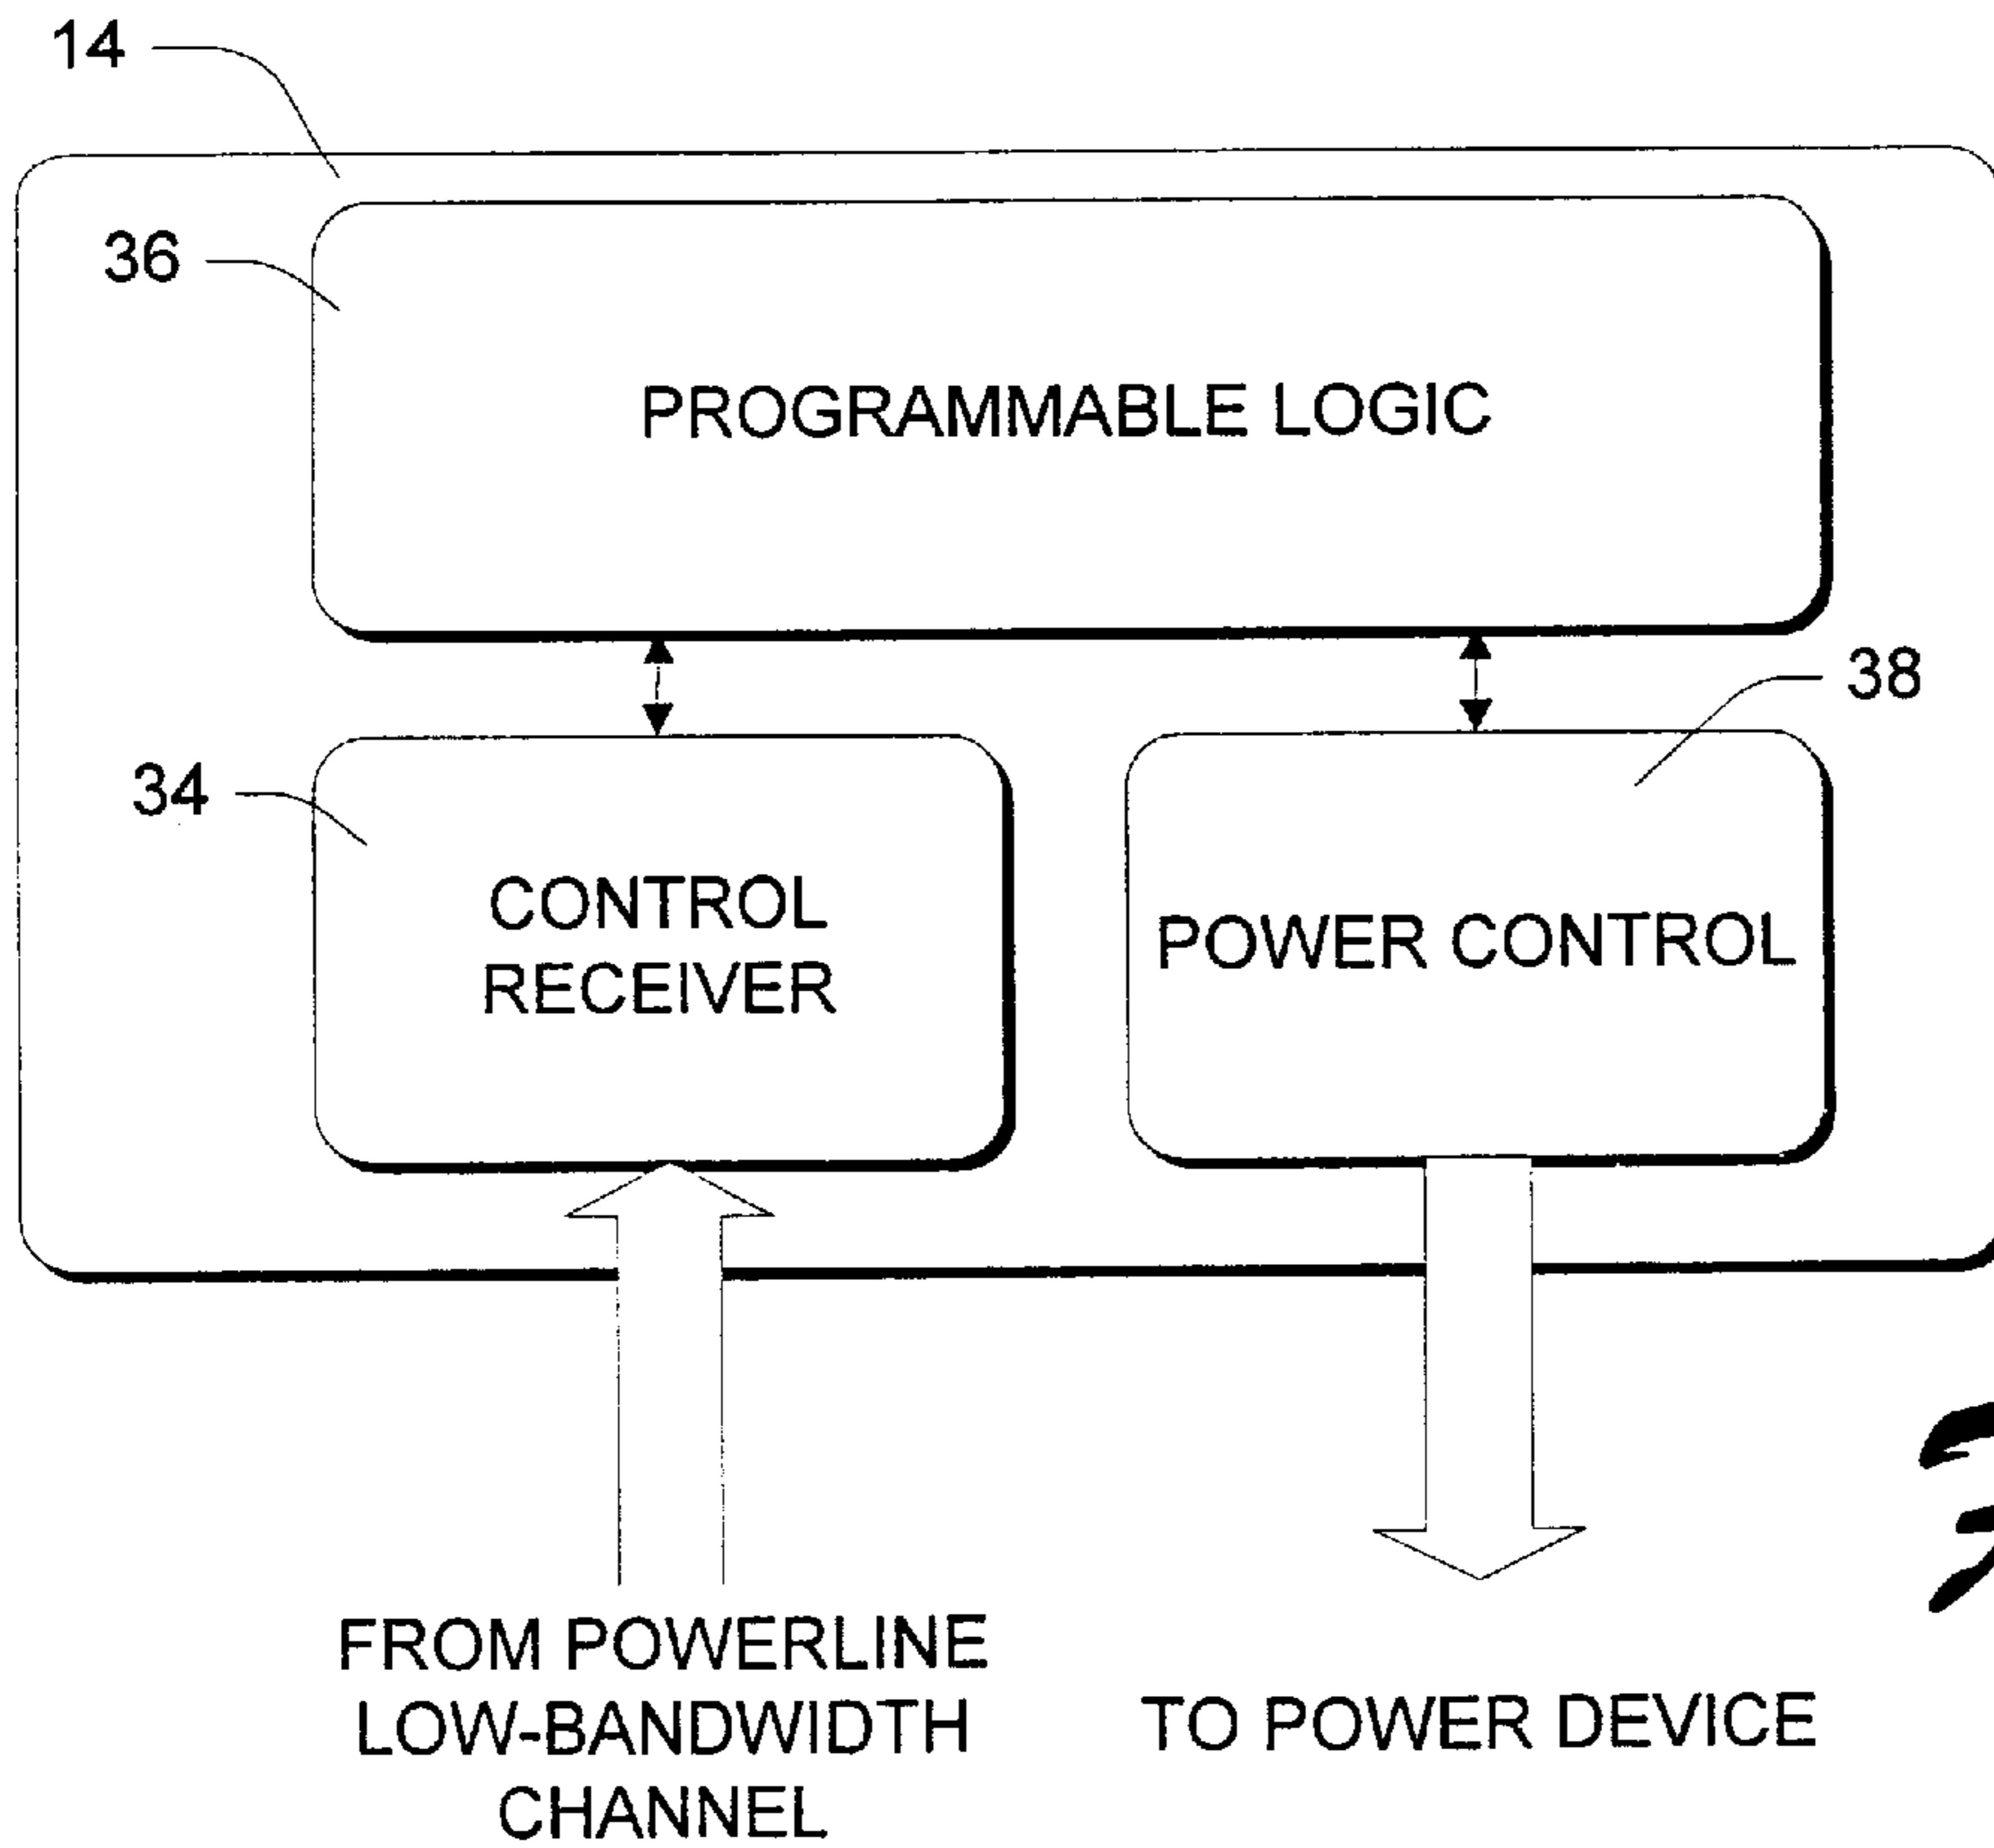 14
36
PROGRAMMABLE LOGIC
38
34
CONTROL
RECEIVER
POWER CONTROL
FROM POWERLINE
LOW-BANDWIDTH
CHANNEL
TO POWER DEVICE